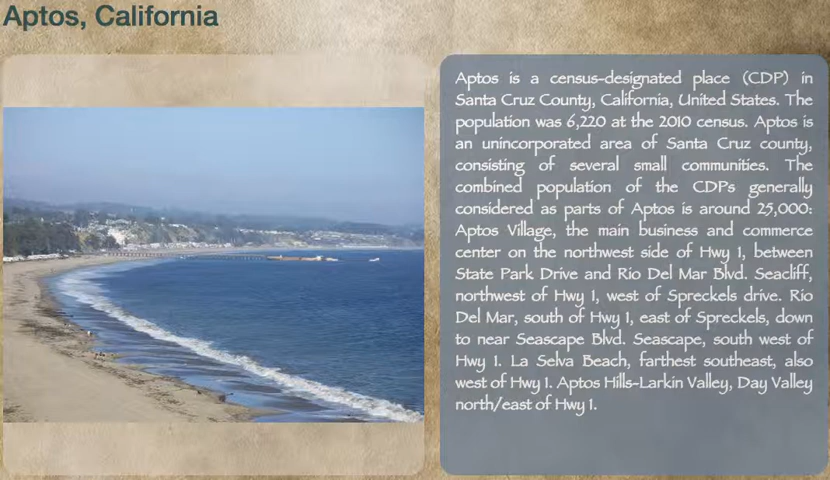 Aptos, California
Aptos is a census-designated place (CDP) in
Santa Cruz County, California, United States. The
population was 6,220 at the 2010 census. Aptos is
an unincorporated area of Santa Cruz county,
consisting of several small communities. The
combined population of the CDPs generally
considered as parts of Aptos is around 25,000:
Aptos Village, the main business and commerce
center on the northwest side of Hwy 1, between
State Park Drive and Rio Del Mar Blvd. Seacliff,
northwest of Hwy 1, west of Spreckels drive. Rio
Del Mar, south of Hwy 1, east of Spreckels, down
to near Seascape Blvd. Seascape, south west of
Hwy 1. La Selva Beach, farthest southeast, also
west of Hwy 1. Aptos Hills-Larkin Valley, Day Valley
north/east of Hwy 1.